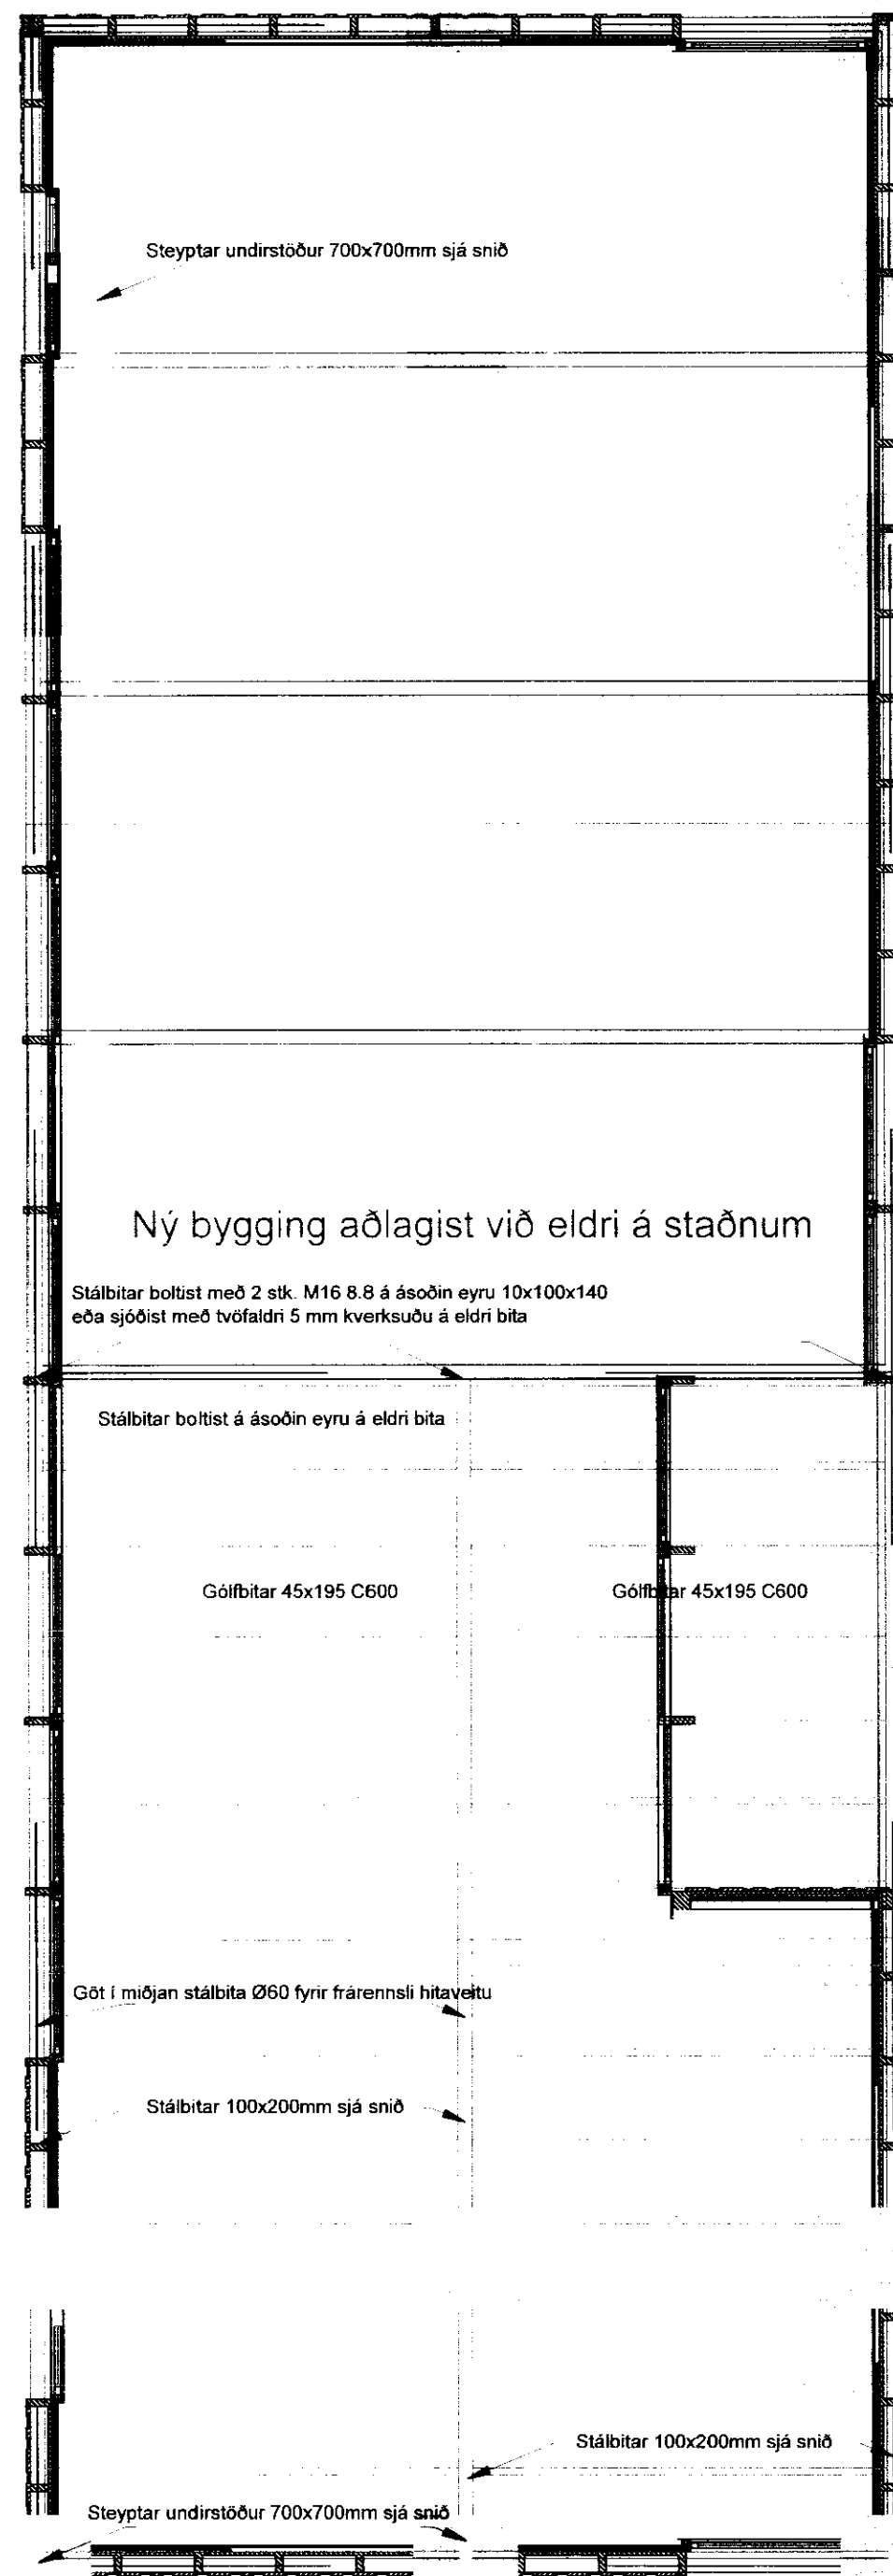 Steyptar undirstöður 700x700mm sjá snið
Ný bygging aðlagist við eldri á staðnum
Stálbitar boltist með 2 stk. M16 8.8 á ásoðin eyru 10x100x140
eða sjóðist með tvöfaldri 5 mm kverksuðu á eldri bita
Stálbitar boltist á ásoðin eyru á eldri bita
Gólfbitar 45x195 C600
Gólfbitar 45x195 C600
Göt í miðjan stálbita Ø60 fyrir frárennsli hitaveitu
Stálbitar 100x200mm sjá snið
Stálbitar 100x200mm sjá snið
Steyptar undirstöður 700x700mm sjá snið